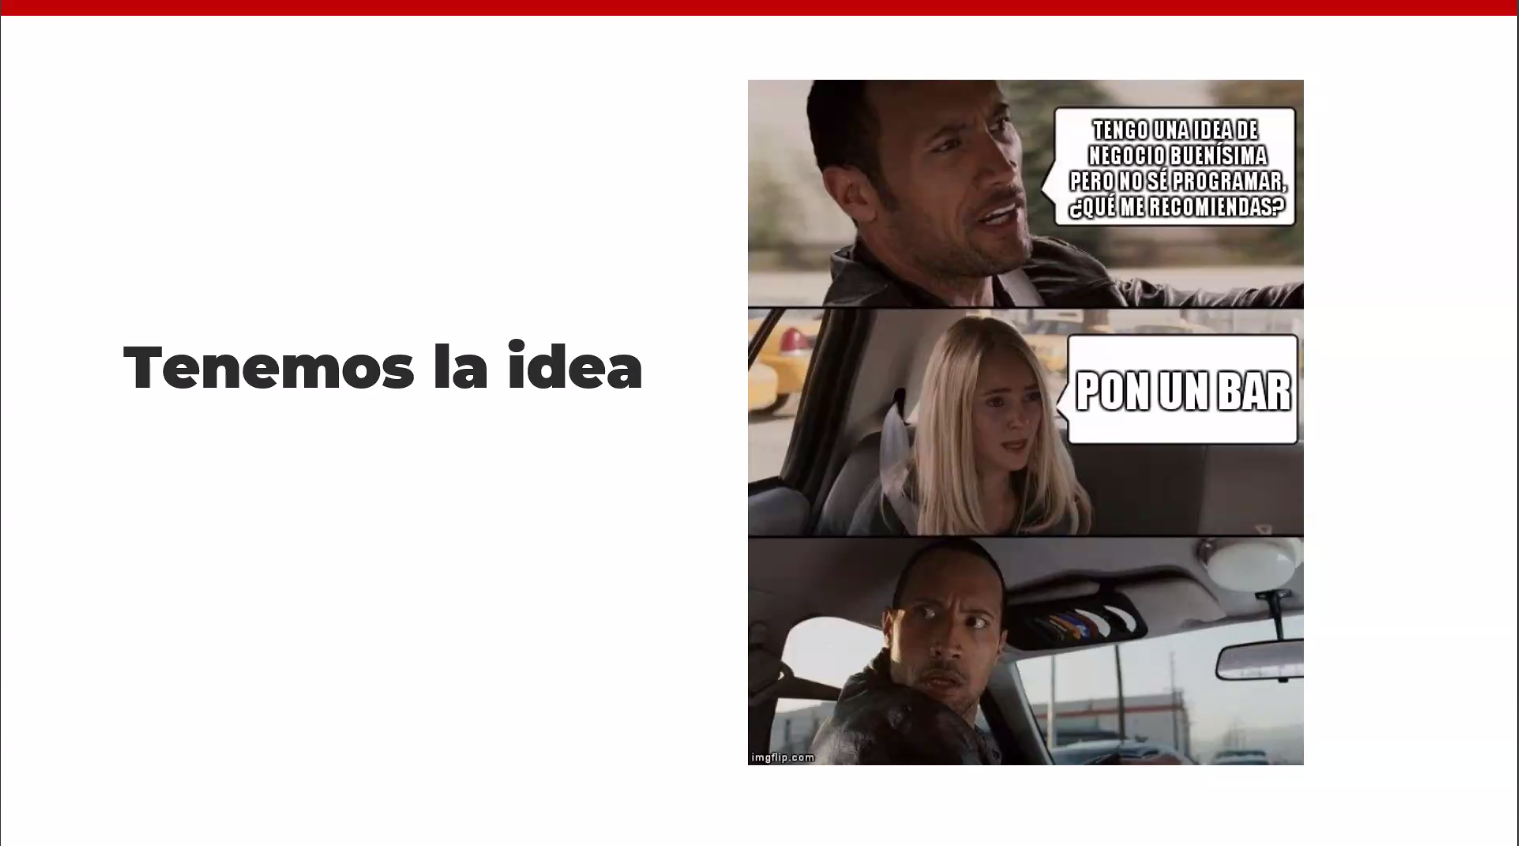 Tenemos la idea
TENGO UNA IDEA DE
NEGOCIO BUENÍSIMA
PERO NO SÉ PROGRAMAR,
¿QUÉ ME RECOMIENDAS?
PON UN BAR
imgflip.com